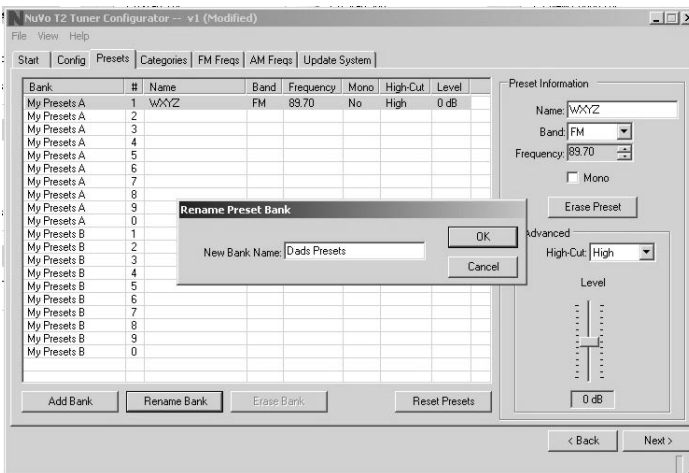 NuVo T2 Tuner Configurator -- v1 (Modified)
File View Help
Start Config Presets Categories FM Freqs AM Freqs Update System
Bank # Name Band Frequency Mono High-Cut Level
My Presets A 1 WXYZ FM 89.70 No High 0 dB
My Presets A 2
My Presets A 3
My Presets A 4
My Presets A 5
My Presets A 6
My Presets A 7
My Presets A 8
My Presets A 9
My Presets A 0
My Presets B 1
My Presets B 2
My Presets B 3
My Presets B 4
My Presets B 5
My Presets B 6
My Presets B 7
My Presets B 8
My Presets B 9
My Presets B 0
Add Bank Rename Bank Erase Bank Reset Presets
Rename Preset Bank
New Bank Name: Dads Presets
OK
Cancel
Preset Information
Name: WXYZ
Band: FM
Frequency: 89.70
Mono
Erase Preset
Advanced
High-Cut: High
Level
0 dB
< Back Next >